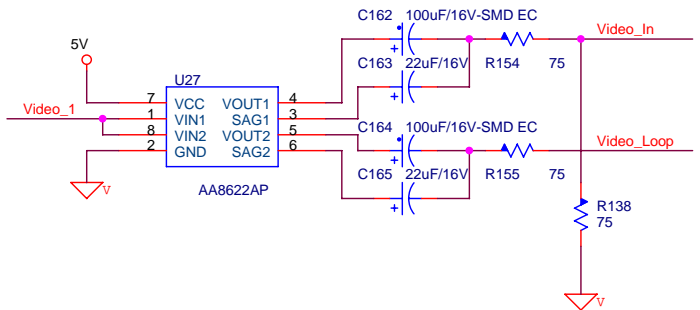 C162 100uF/16V-SMD EC
Video_In
5V
C163 22uF/16V
R154 75
U27
Video_1
7 VCC VOUT1 4
1 VIN1 SAG1 3
8 VIN2 VOUT2 5
2 GND SAG2 6
C164 100uF/16V-SMD EC
Video_Loop
C165 22uF/16V
R155 75
V
AA8622AP
R138
75
V
+
+
+
+